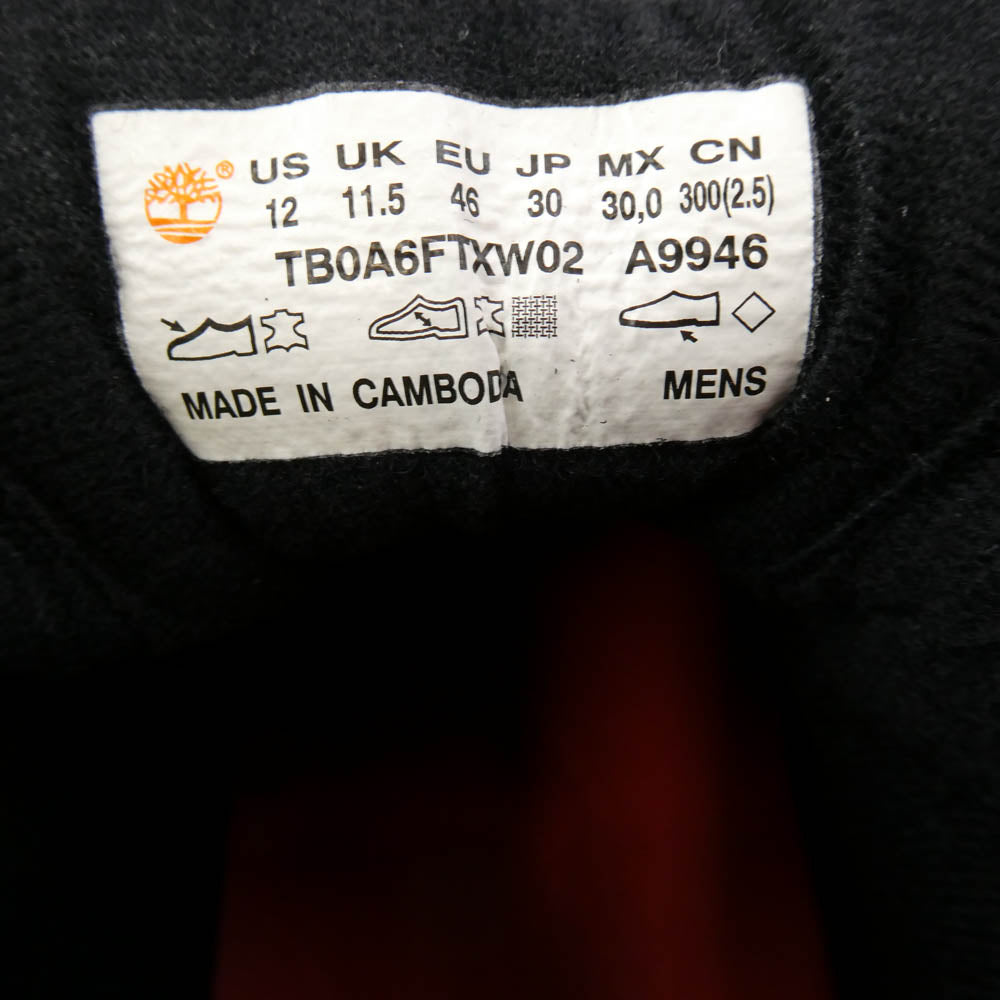 ® US UK EU JP MX CN
12 11.5 46 30 30,0 300(2.5)
TB0A6FTXW02 A9946
MADE IN CAMBODA MENS